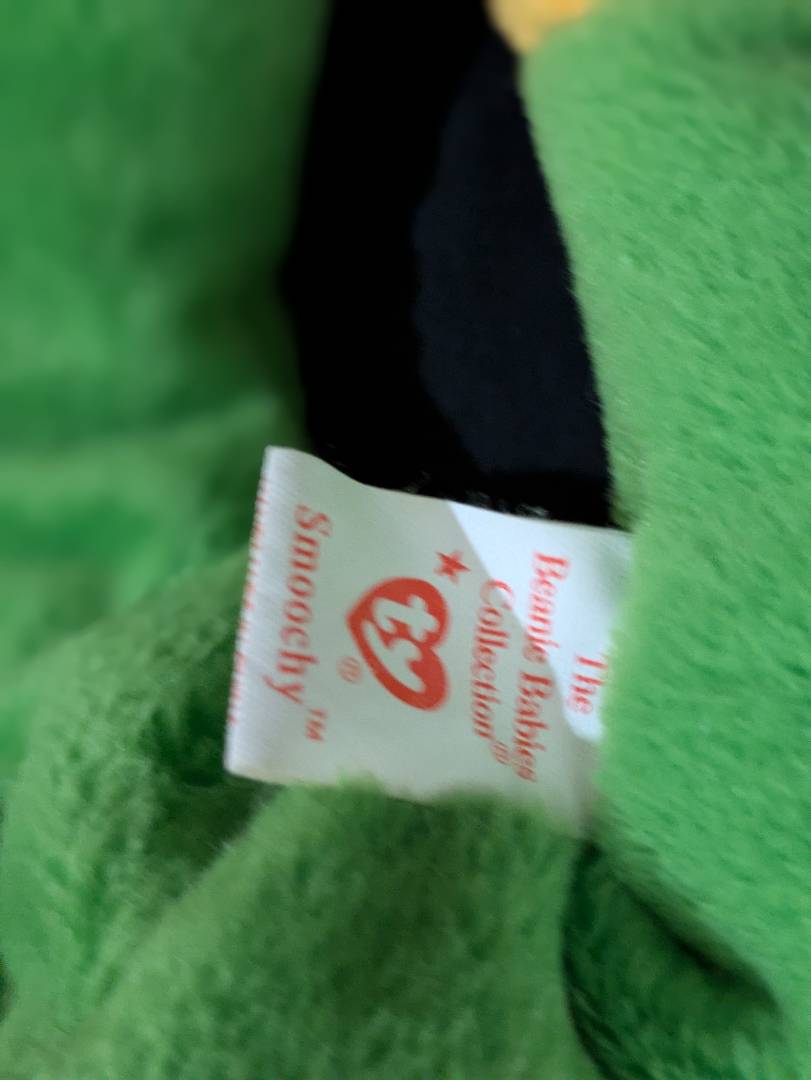 The
Beanie Babies
Collection®
★
ty®
Smoochy™